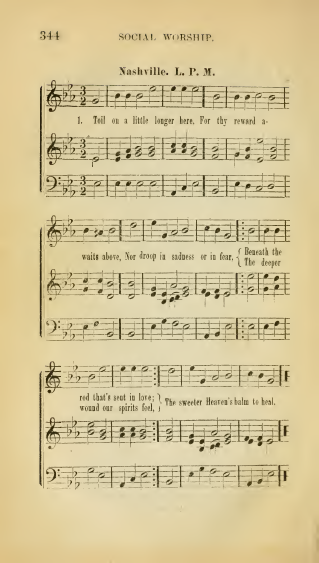 344 SOCIAL WORSHIP.
Nashville. L. P. M.
1. Toil on a little longer here, For thy reward a-
waits above, Nor droop in sadness or in fear, { Beneath the
The deeper
rod that's sent in love; } The sweeter Heaven's balm to heal,
wound our spirits feel,